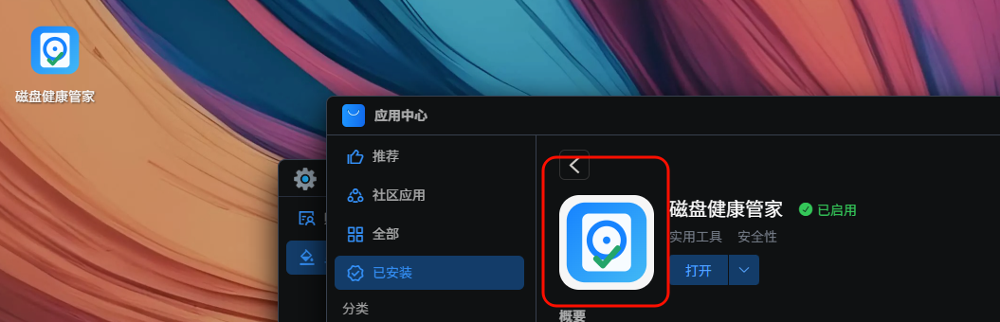 磁盘健康管家
应用中心
推荐
社区应用
全部
已安装
分类
磁盘健康管家
已启用
实用工具 安全性
打开
概要